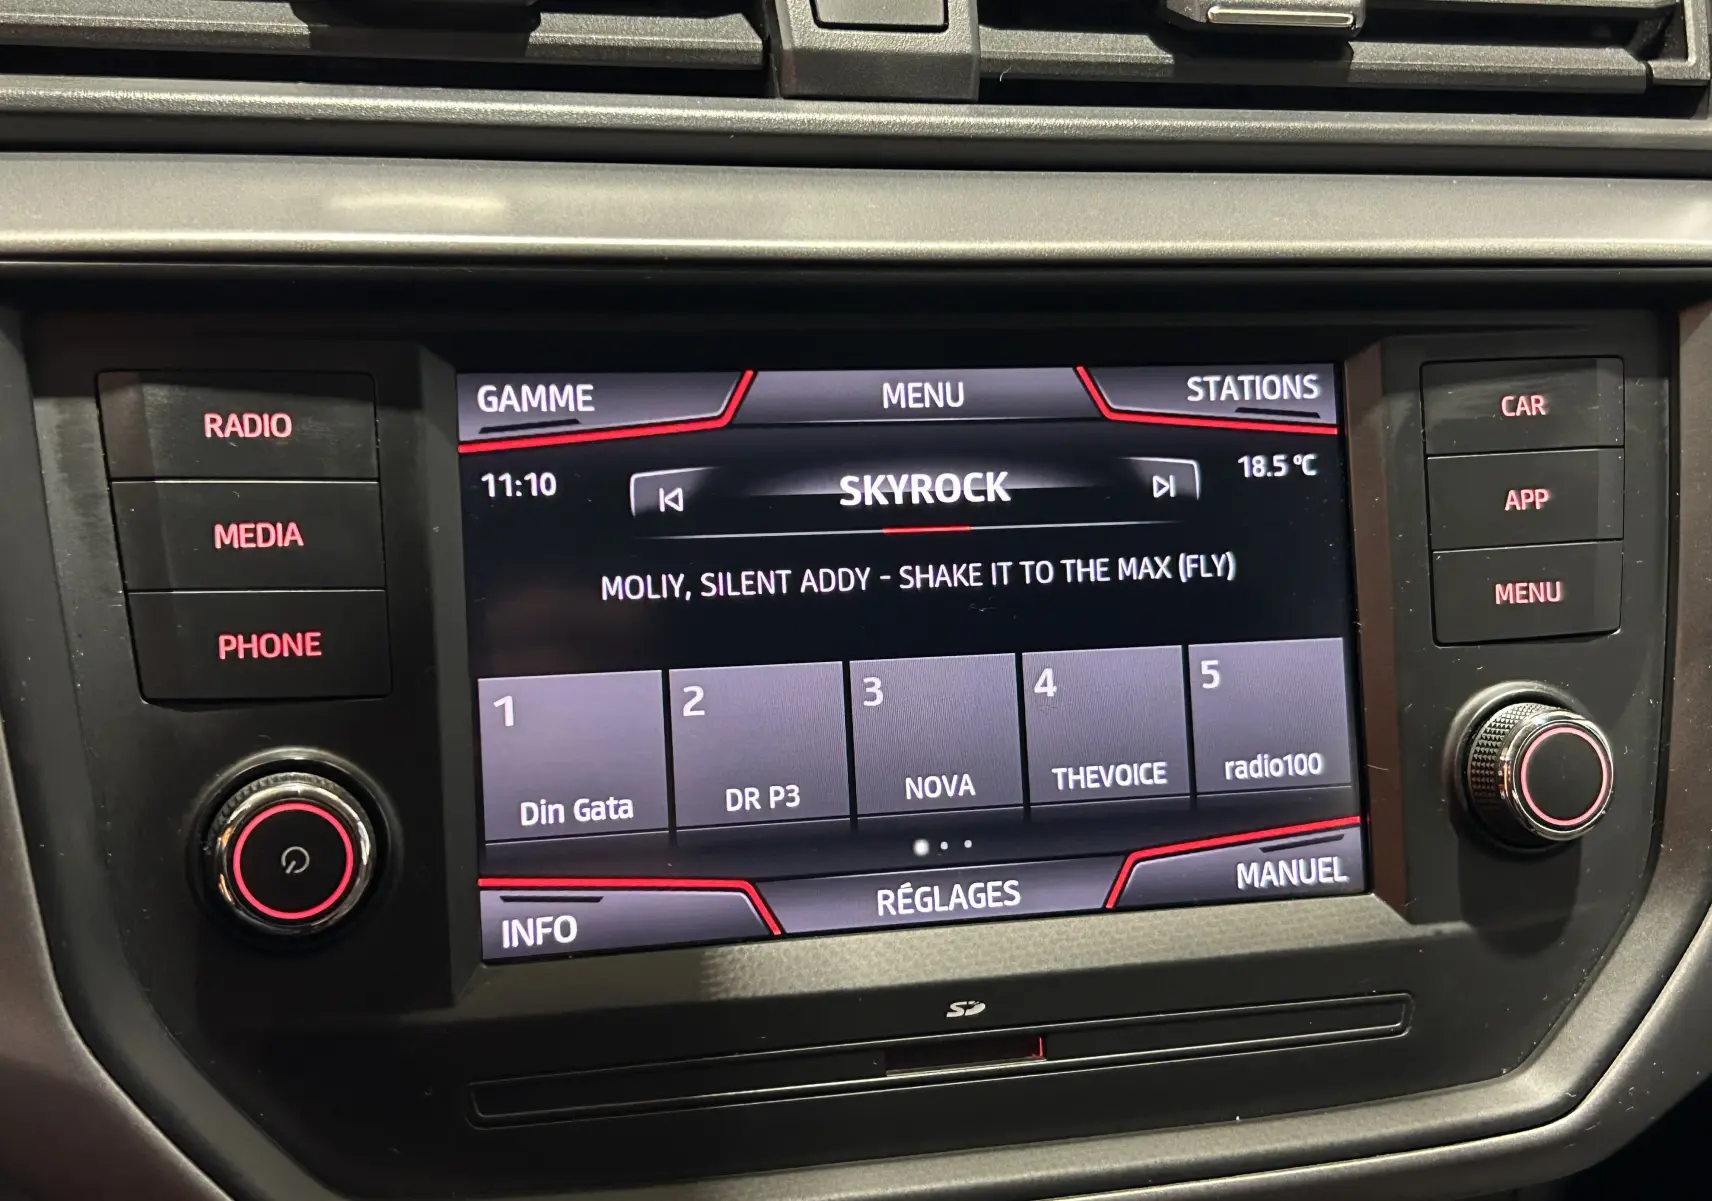 GAMME MENU STATIONS
11:10 SKYROCK 18.5 °C
MOLIY, SILENT ADDY - SHAKE IT TO THE MAX (FLY)
1 2 3 4 5
Din Gata DR P3 NOVA THEVOICE radio100
INFO RÉGLAGES MANUEL
RADIO
MEDIA
PHONE
CAR
APP
MENU
SD